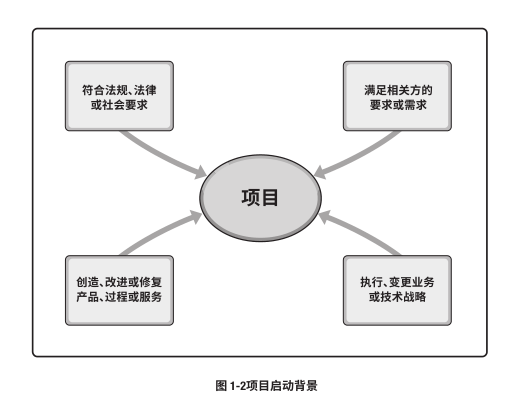 符合法规、法律
或社会要求
满足相关方的
要求或需求
项目
创造、改进或修复
产品、过程或服务
执行、变更业务
或技术战略
图 1-2项目启动背景